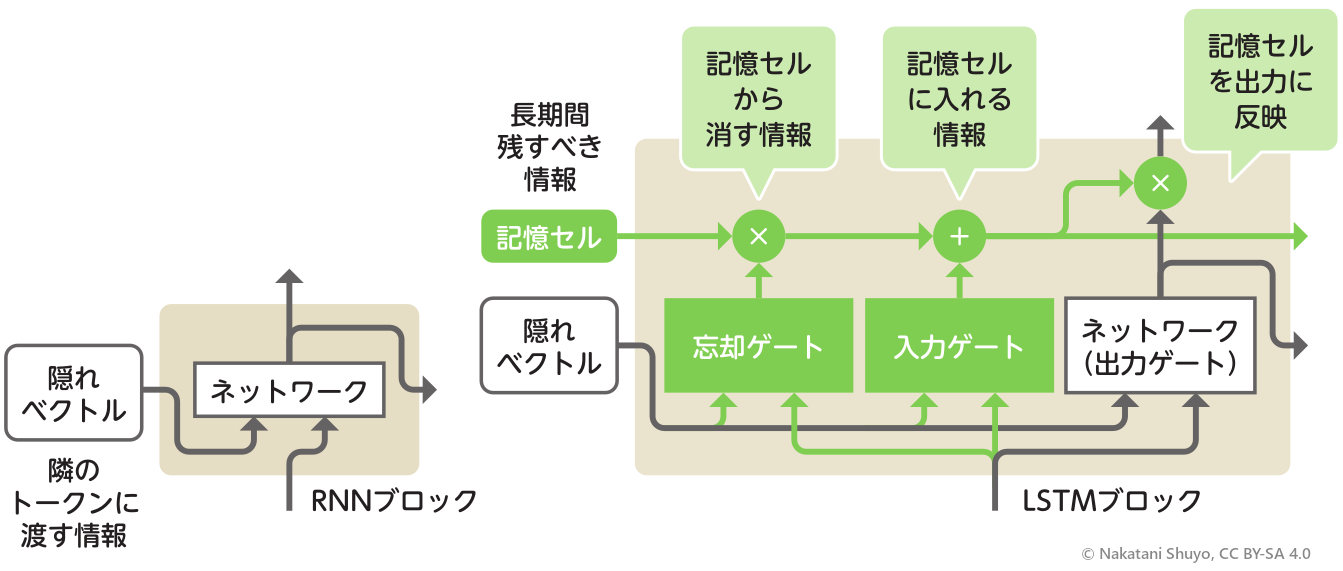 隠れ
ベクトル
隣の
トークンに
渡す情報
ネットワーク
RNNブロック
長期間
残すべき
情報
記憶セル
隠れ
ベクトル
記憶セル
から
消す情報
記憶セル
に入れる
情報
記憶セル
を出力に
反映
×
+
×
忘却ゲート
入力ゲート
ネットワーク
（出力ゲート）
LSTMブロック
© Nakatani Shuyo, CC BY-SA 4.0